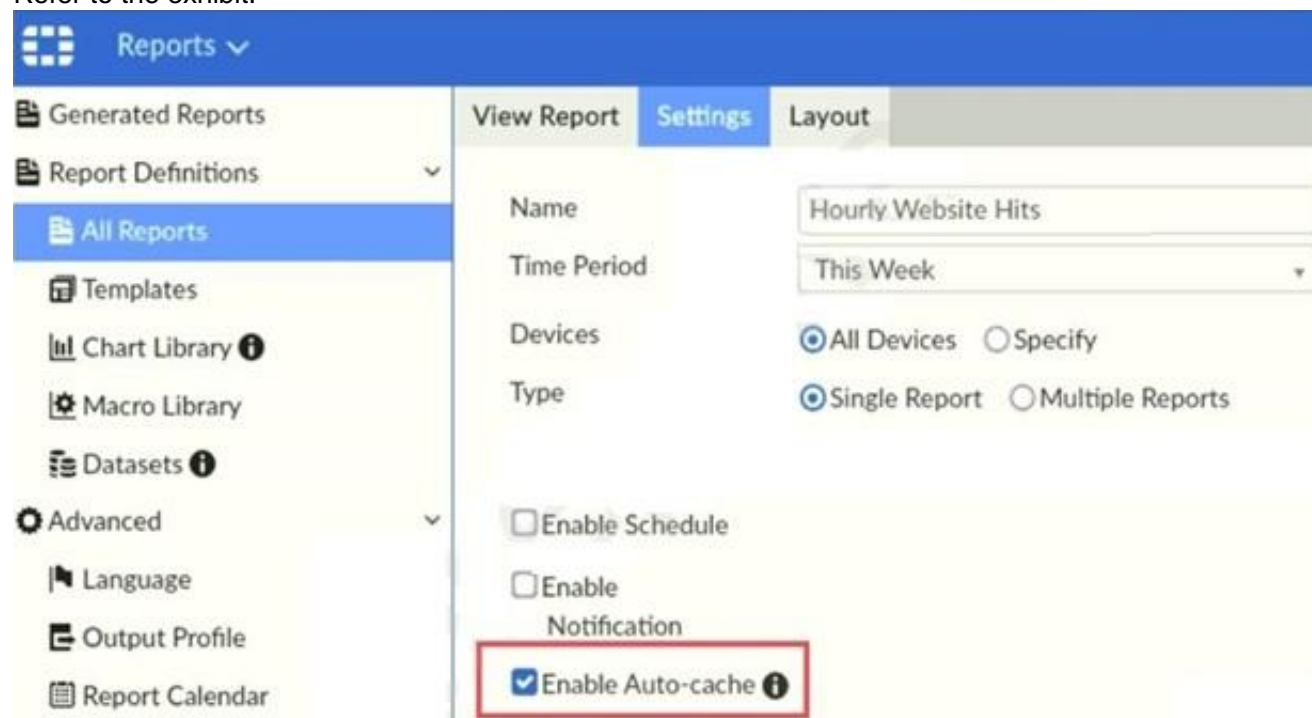 Refer to the exhibit.
Reports
Generated Reports
Report Definitions
All Reports
Templates
Chart Library
Macro Library
Datasets
Advanced
Language
Output Profile
Report Calendar
View Report Settings Layout
Name Hourly Website Hits
Time Period This Week
Devices All Devices Specify
Type Single Report Multiple Reports
Enable Schedule
Enable
Notification
Enable Auto-cache